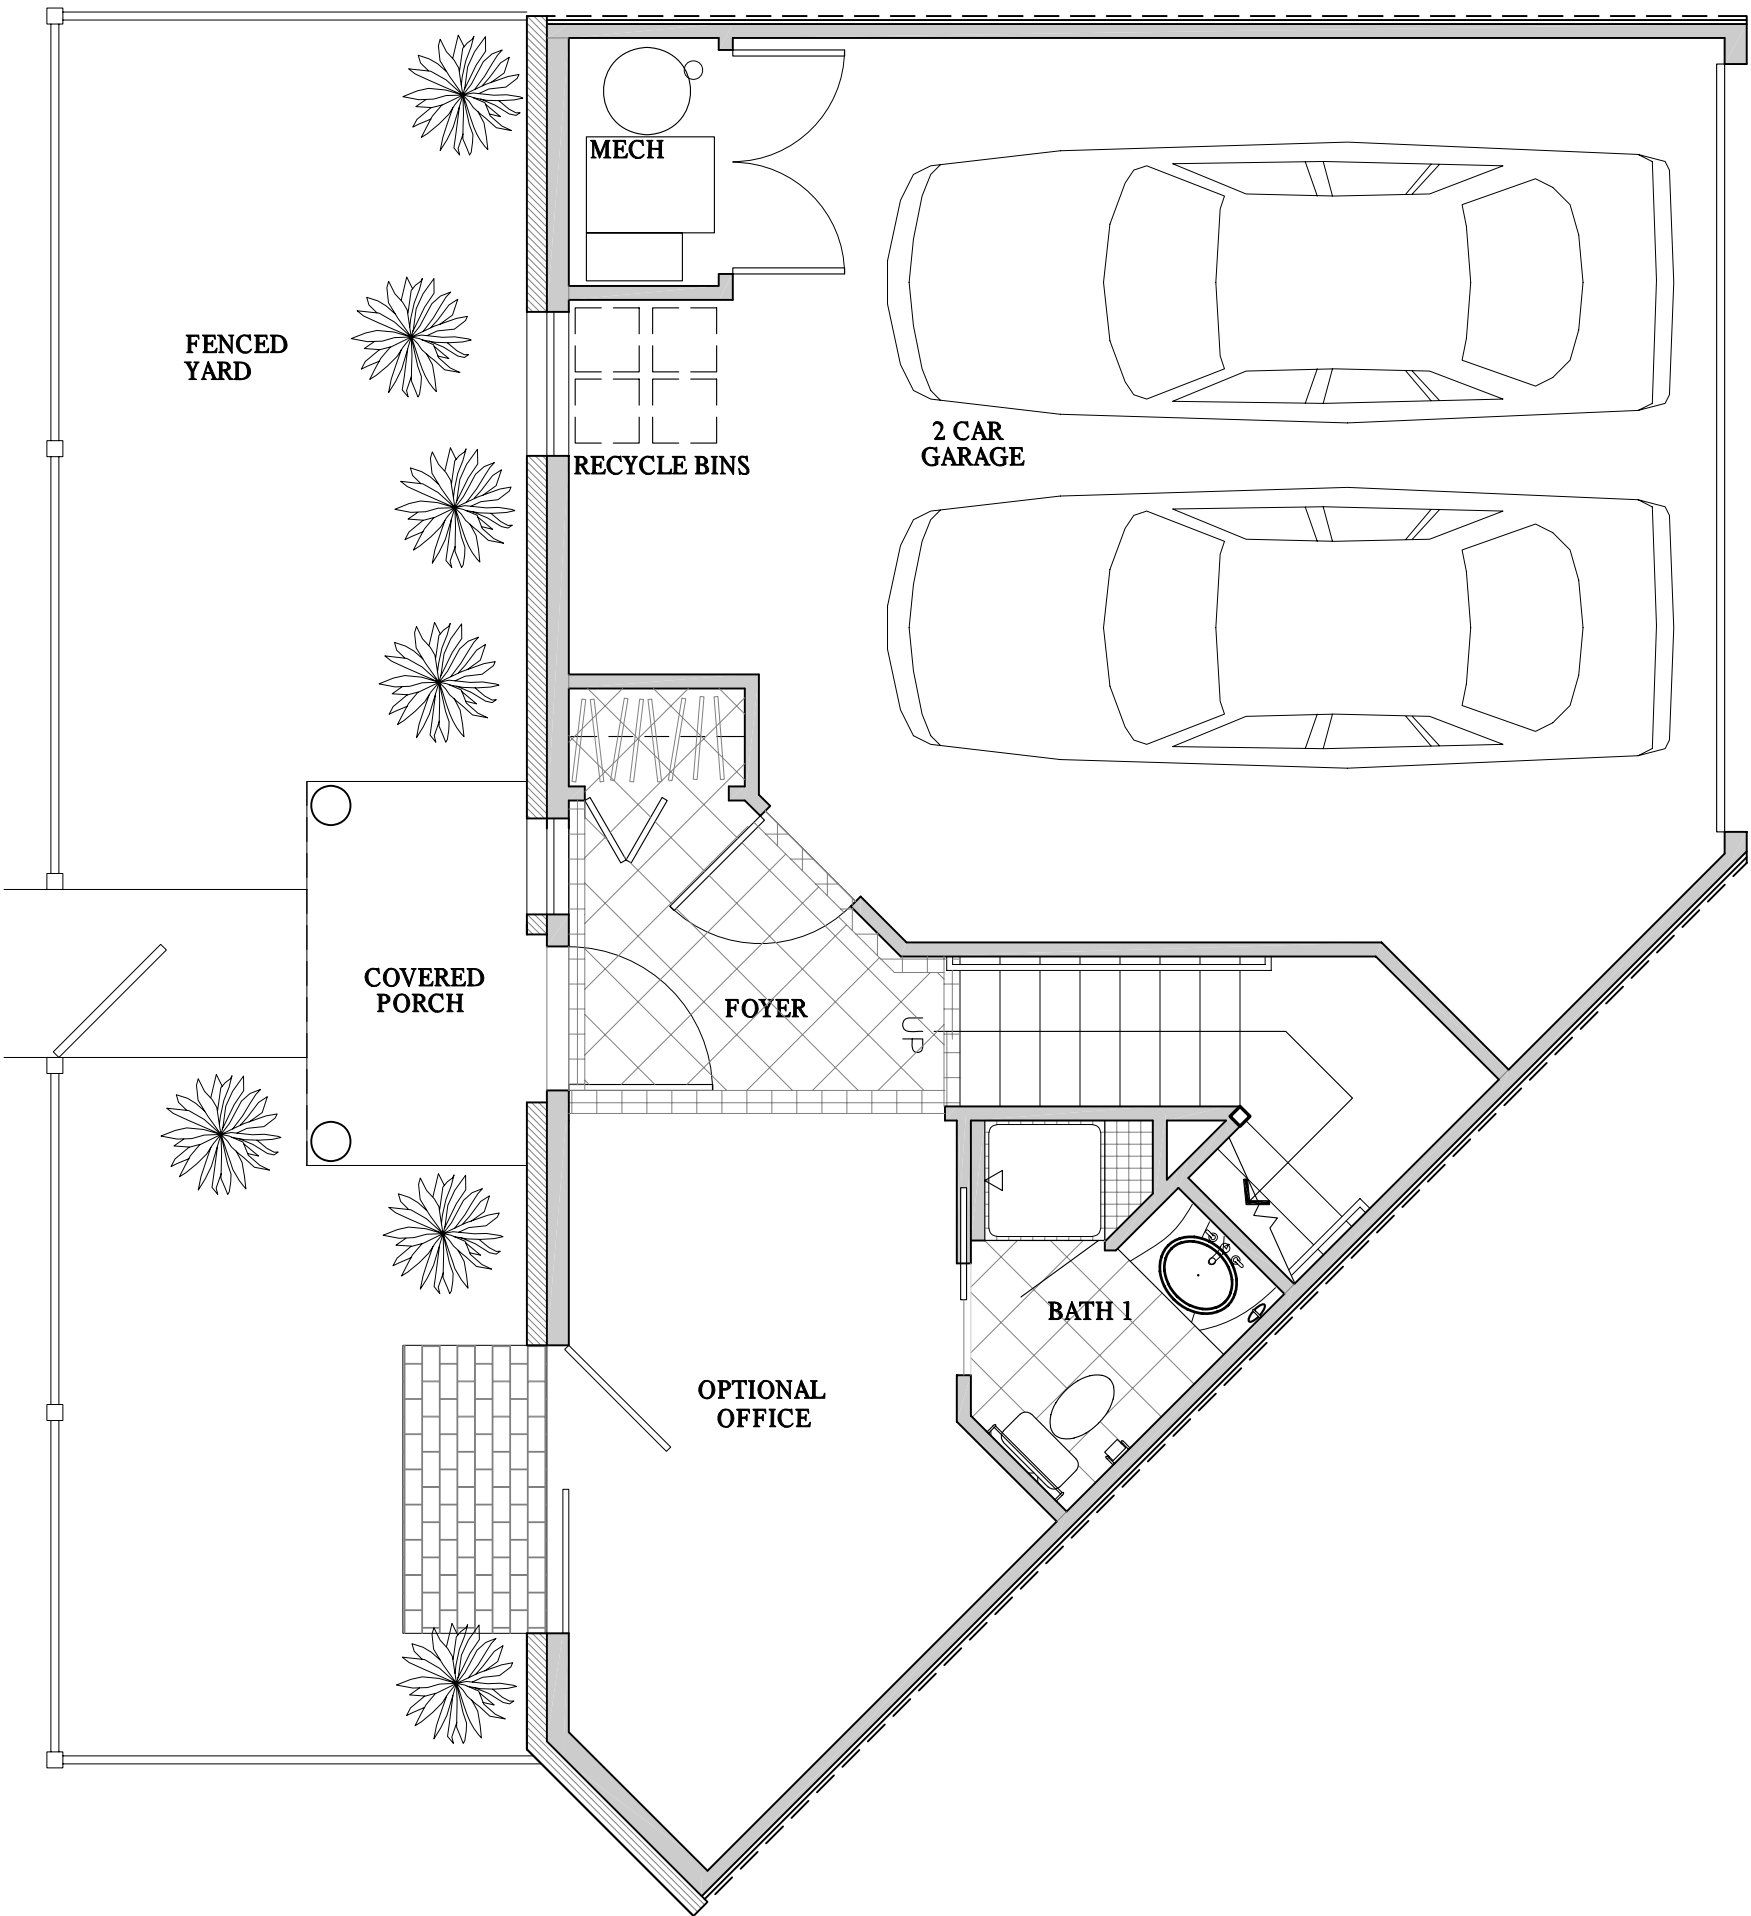 MECH
FENCED
YARD
2 CAR
GARAGE
RECYCLE BINS
COVERED
PORCH
FOYER
UP
BATH 1
OPTIONAL
OFFICE